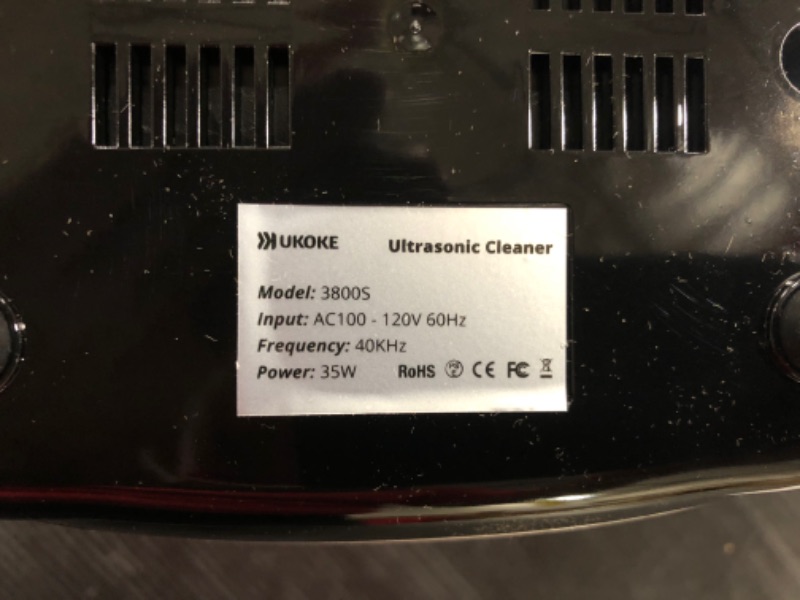 UKOKE
Ultrasonic Cleaner
Model: 3800S
Input: AC100 - 120V 60Hz
Frequency: 40KHz
Power: 35W RoHS CE FC